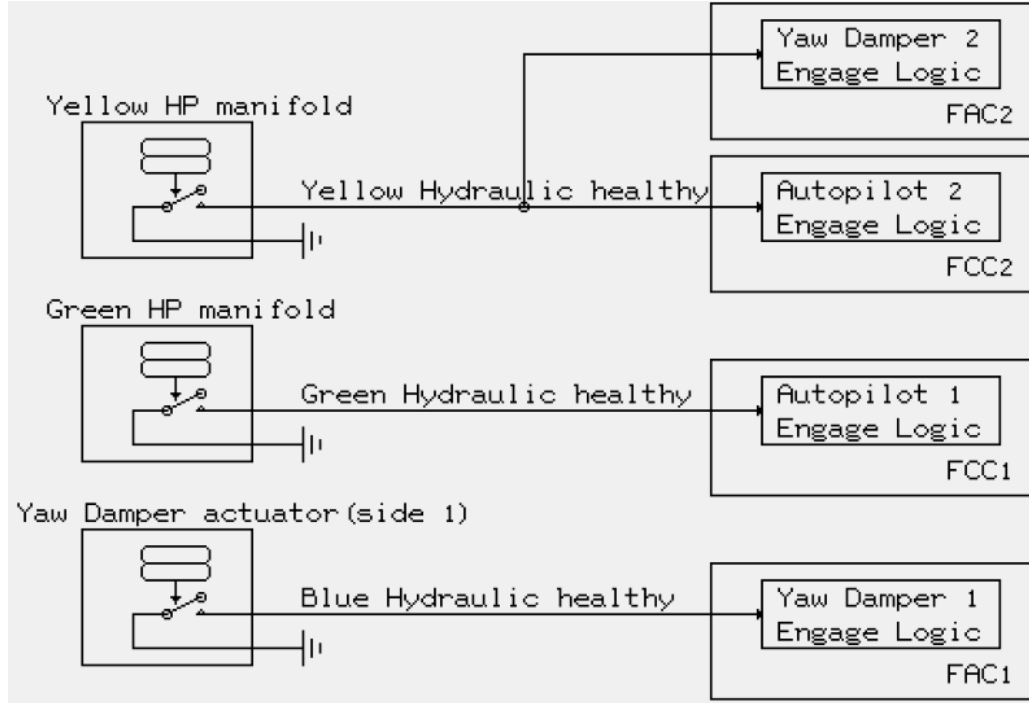 Yaw Damper 2
Engage Logic
FAC2
Yellow HP manifold
Yellow Hydraulic healthy
Autopilot 2
Engage Logic
FCC2
Green HP manifold
Green Hydraulic healthy
Autopilot 1
Engage Logic
FCC1
Yaw Damper actuator(side 1)
Blue Hydraulic healthy
Yaw Damper 1
Engage Logic
FAC1